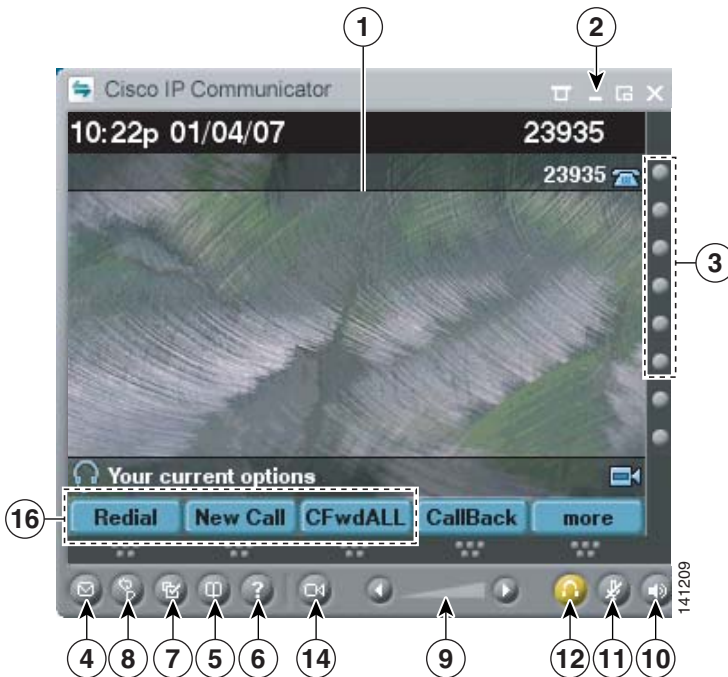 1 2
Cisco IP Communicator
10:22p 01/04/07 23935
23935
3
Your current options
16 Redial New Call CFwdALL CallBack more
?
141209
4 8 7 5 6 14 9 12 11 10